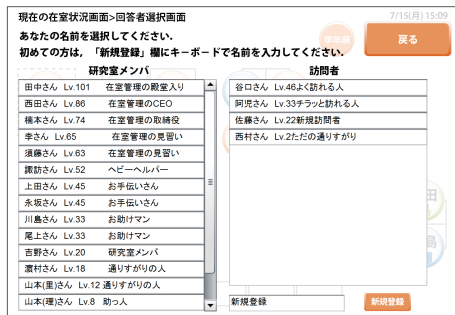 現在の在室状況画面>回答者選択画面
7/15(月) 15:09
あなたの名前を選択してください.
初めての方は，「新規登録」欄にキーボードで名前を入力してください.
戻る
研究室メンバ
田中さん Lv.101 在室管理の殿堂入り
西田さん Lv.86 在室管理のCEO
楠本さん Lv.74 在室管理の取締役
李さん Lv.65 在室管理の見習い
須藤さん Lv.63 在室管理の見習い
諏訪さん Lv.52 ヘビーヘルパー
上田さん Lv.45 お手伝いさん
永坂さん Lv.45 お手伝いさん
川島さん Lv.33 お助けマン
尾上さん Lv.33 お助けマン
吉野さん Lv.20 研究室メンバ
濵村さん Lv.18 通りすがりの人
山本(里)さん Lv.12 通りすがりの人
山本(理)さん Lv.8 助っ人
訪問者
谷口さん Lv.46よく訪れる人
阿児さん Lv.33チラッと訪れる人
佐藤さん Lv.22新規訪問者
西村さん Lv.2ただの通りすがり
田
島
新規登録
新規登録